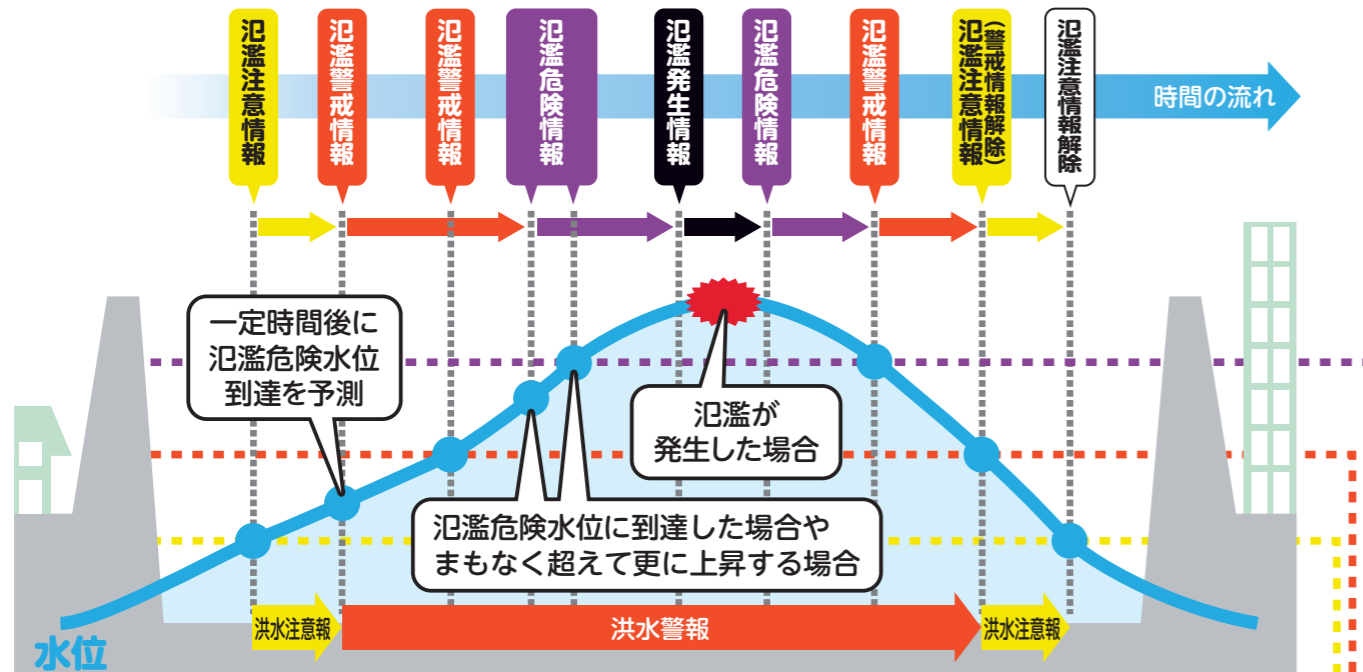 氾濫注意情報
氾濫警戒情報
氾濫警戒情報
氾濫危険情報
氾濫発生情報
氾濫危険情報
氾濫警戒情報
氾濫注意情報
(警戒情報解除)
氾濫注意情報解除
時間の流れ
一定時間後に
氾濫危険水位
到達を予測
氾濫が
発生した場合
氾濫危険水位に到達した場合や
まもなく超えて更に上昇する場合
洪水注意報
洪水警報
洪水注意報
水位